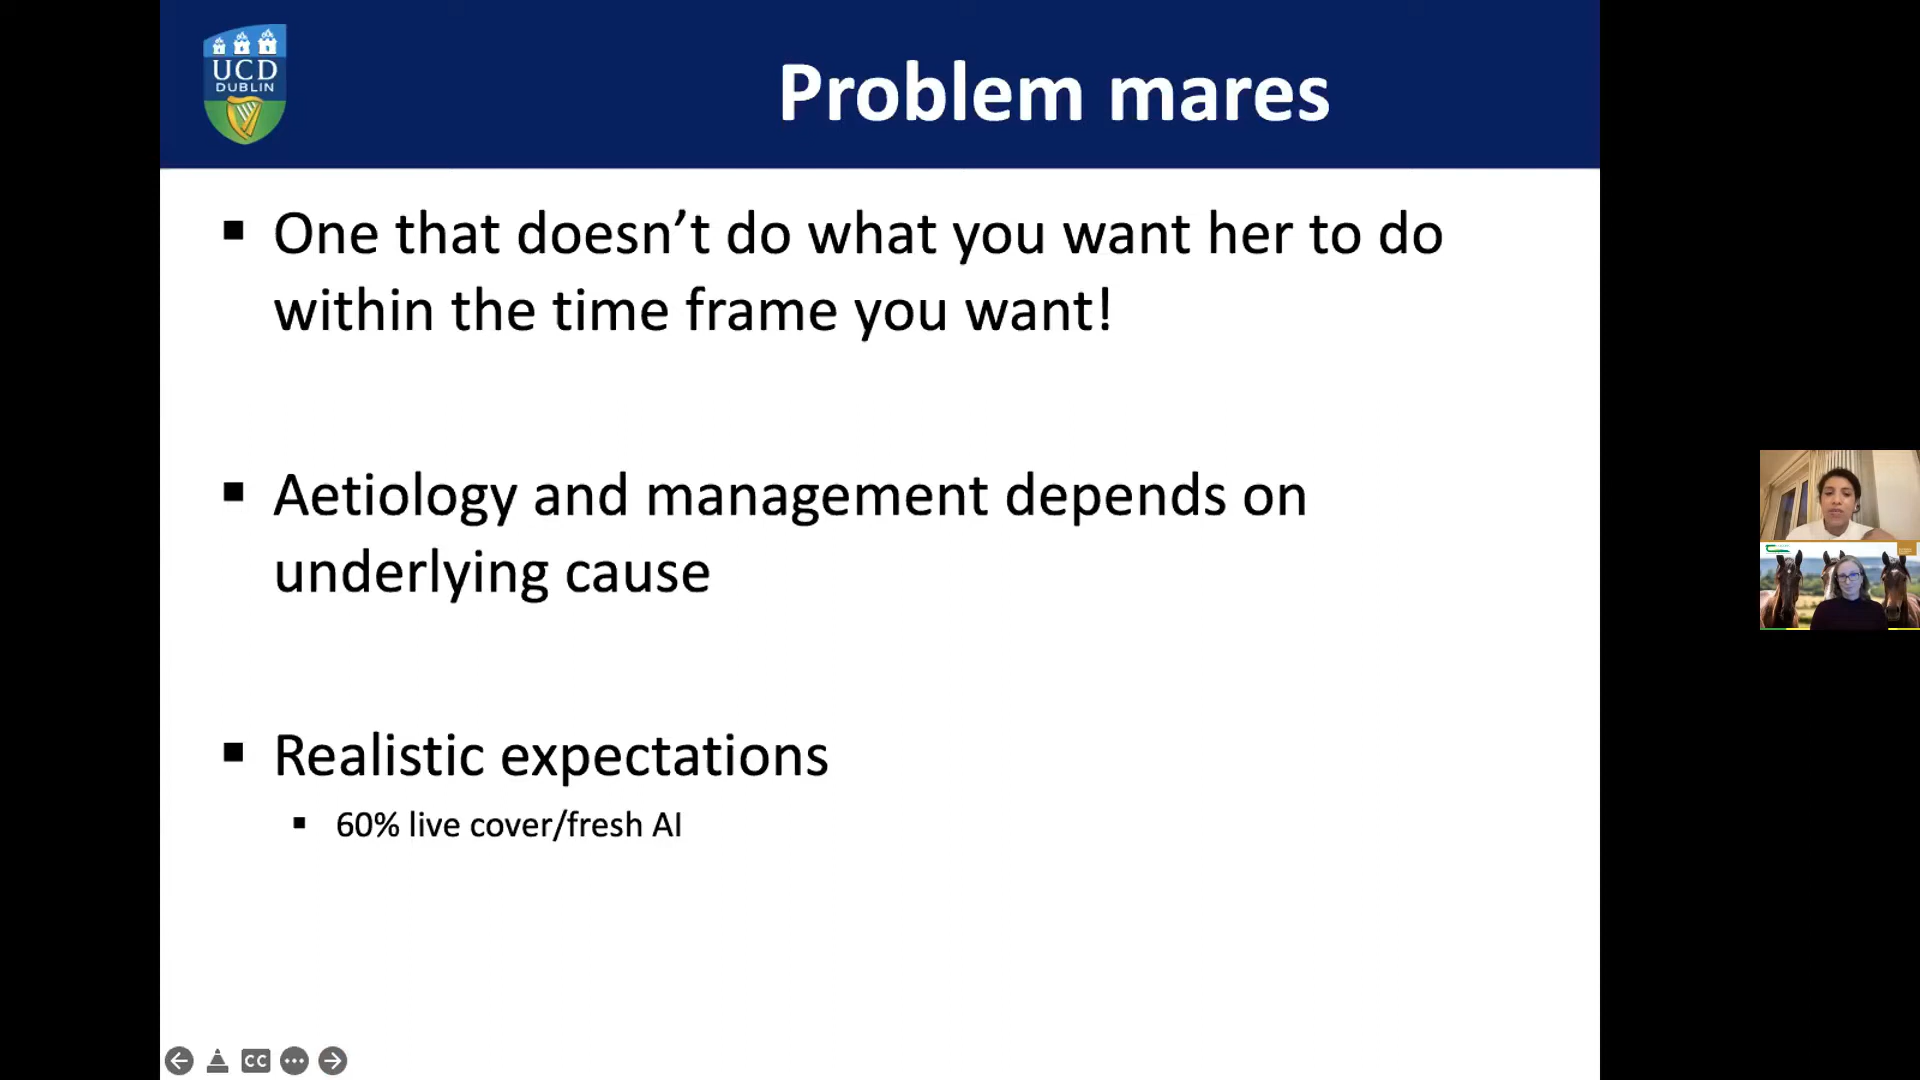 UCD
DUBLIN
Problem mares
One that doesn’t do what you want her to do
within the time frame you want!
Aetiology and management depends on
underlying cause
Realistic expectations
60% live cover/fresh AI
CC